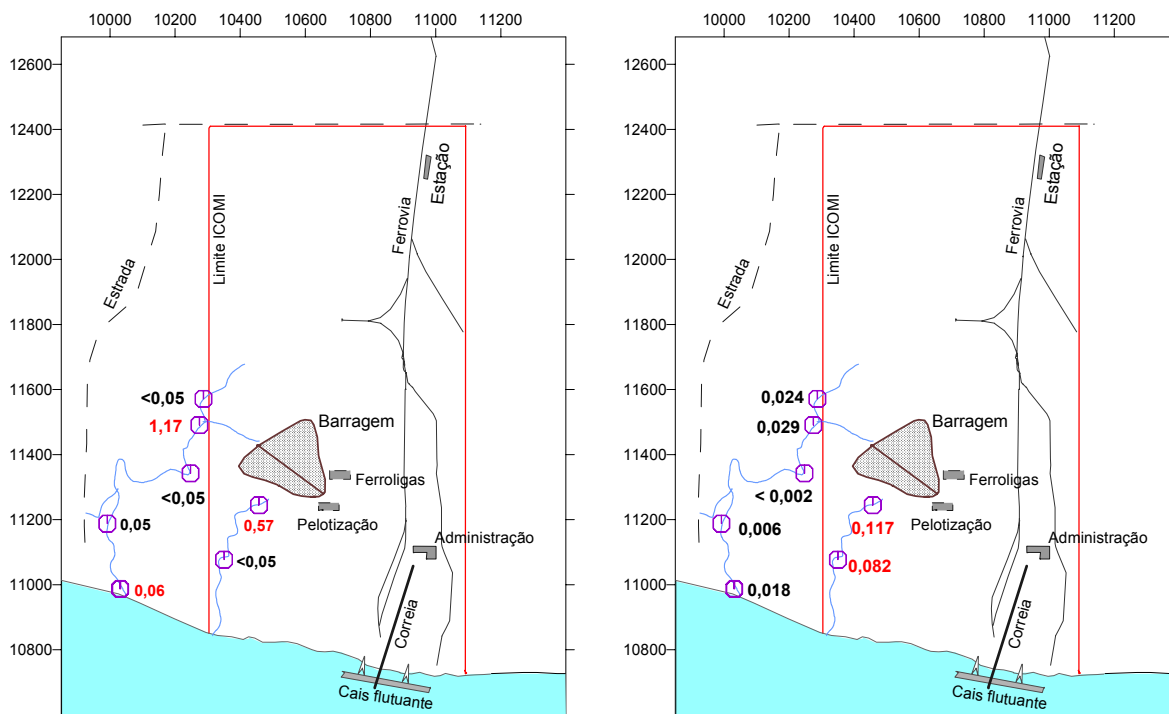 10000 10200 10400 10600 10800 11000 11200
12600
12400
12200
12000
11800
11600
11400
11200
11000
10800
Estrada
Limite ICOMI
Ferrovia
Estação
<0,05
1,17
<0,05
0,05
0,06
0,57
<0,05
Barragem
Ferroligas
Pelotização
Administração
Correia
Cais flutuante
10000 10200 10400 10600 10800 11000 11200
12600
12400
12200
12000
11800
11600
11400
11200
11000
10800
Estrada
Limite ICOMI
Ferrovia
Estação
0,024
0,029
< 0,002
0,006
0,018
0,117
0,082
Barragem
Ferroligas
Pelotização
Administração
Correia
Cais flutuante